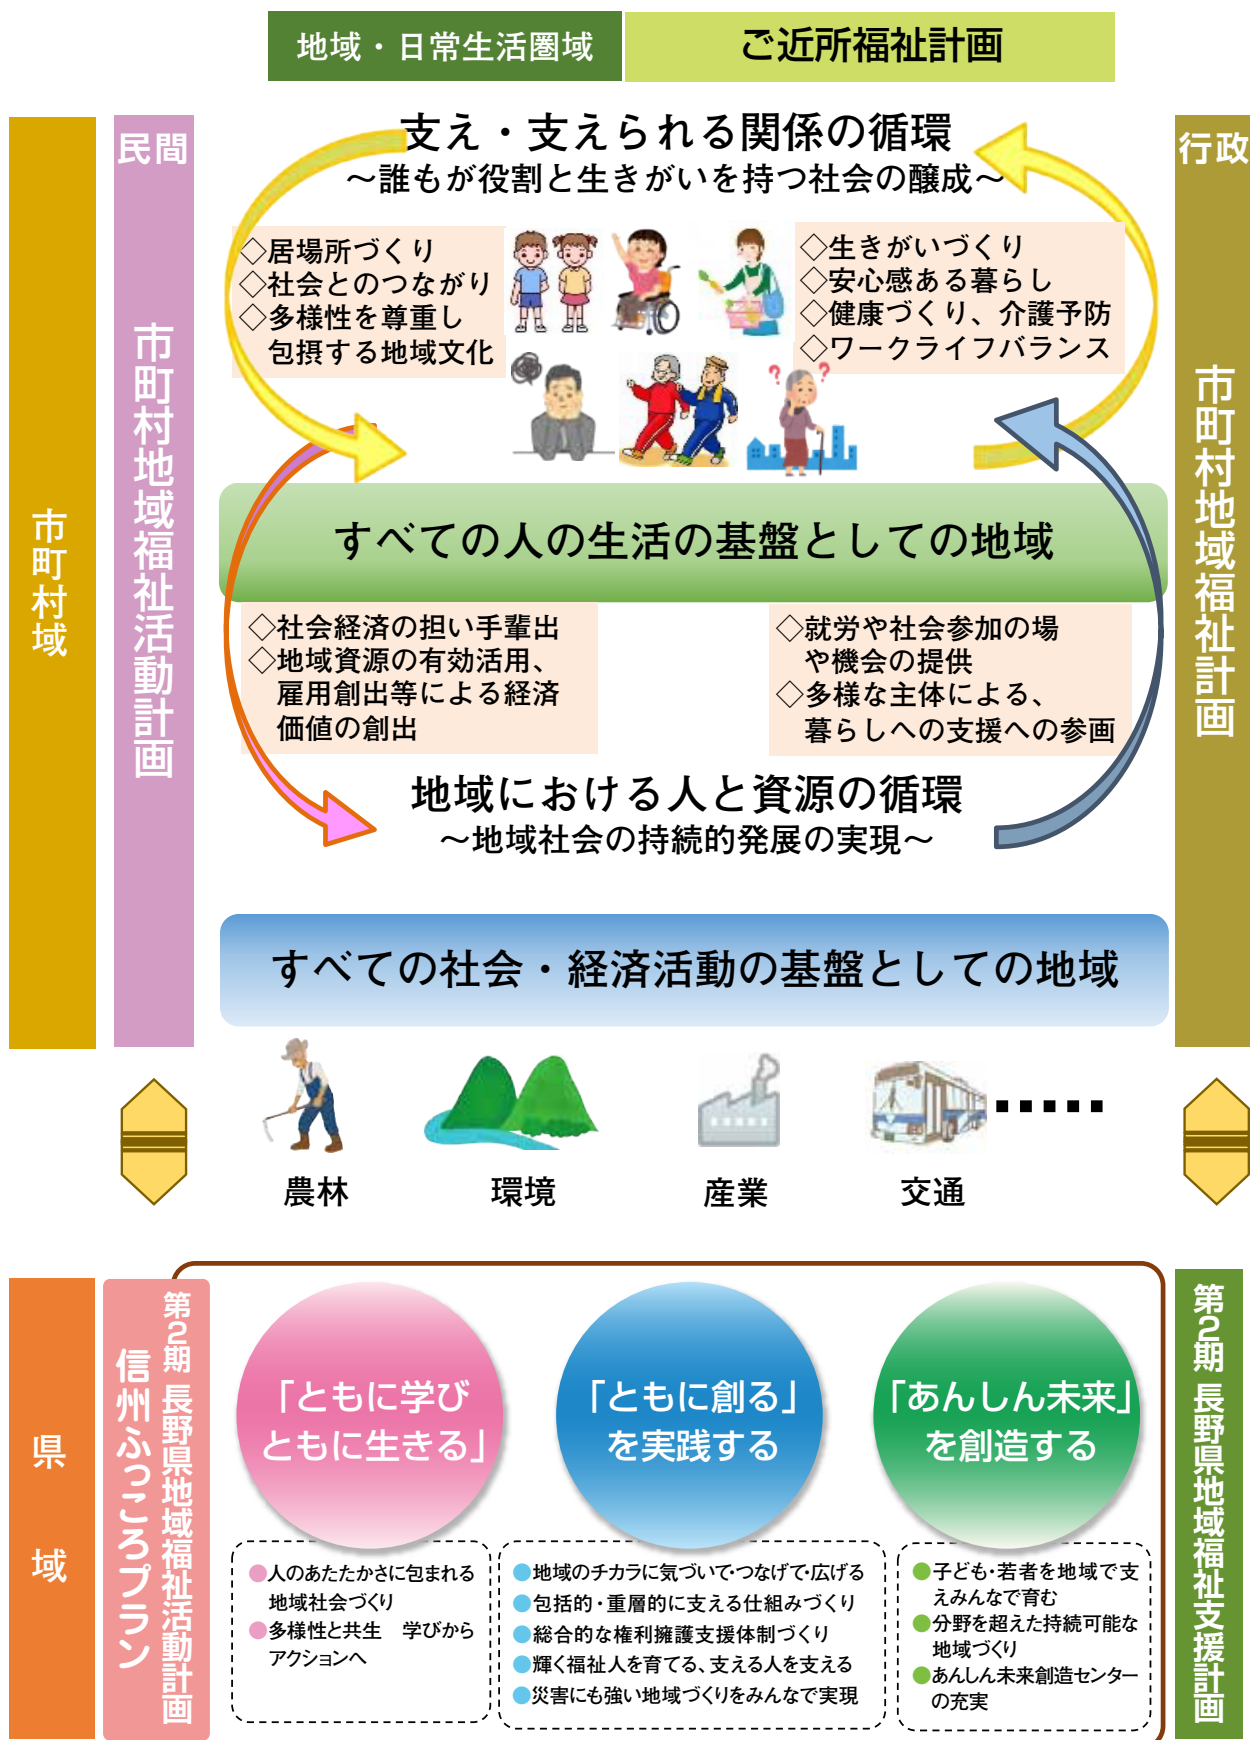 地域・日常生活圏域
ご近所福祉計画
市町村域
民間
市町村地域福祉活動計画
行政
市町村地域福祉計画
支え・支えられる関係の循環
～誰もが役割と生きがいを持つ社会の醸成～
◇居場所づくり
◇社会とのつながり
◇多様性を尊重し
包摂する地域文化
◇生きがいづくり
◇安心感ある暮らし
◇健康づくり、介護予防
◇ワークライフバランス
? ?
すべての人の生活の基盤としての地域
◇社会経済の担い手輩出
◇地域資源の有効活用、
雇用創出等による経済
価値の創出
◇就労や社会参加の場
や機会の提供
◇多様な主体による、
暮らしへの支援への参画
地域における人と資源の循環
～地域社会の持続的発展の実現～
すべての社会・経済活動の基盤としての地域
農林
環境
産業
交通
県域
第2期 長野県地域福祉活動計画
信州ふっころプラン
第2期 長野県地域福祉支援計画
「ともに学び
ともに生きる」
「ともに創る」
を実践する
「あんしん未来」
を創造する
●人のあたたかさに包まれる
地域社会づくり
●多様性と共生　学びから
アクションへ
●地域のチカラに気づいて・つなげて・広げる
●包括的・重層的に支える仕組みづくり
●総合的な権利擁護支援体制づくり
●輝く福祉人を育てる、支える人を支える
●災害にも強い地域づくりをみんなで実現
●子ども・若者を地域で支
えみんなで育む
●分野を超えた持続可能な
地域づくり
●あんしん未来創造センター
の充実